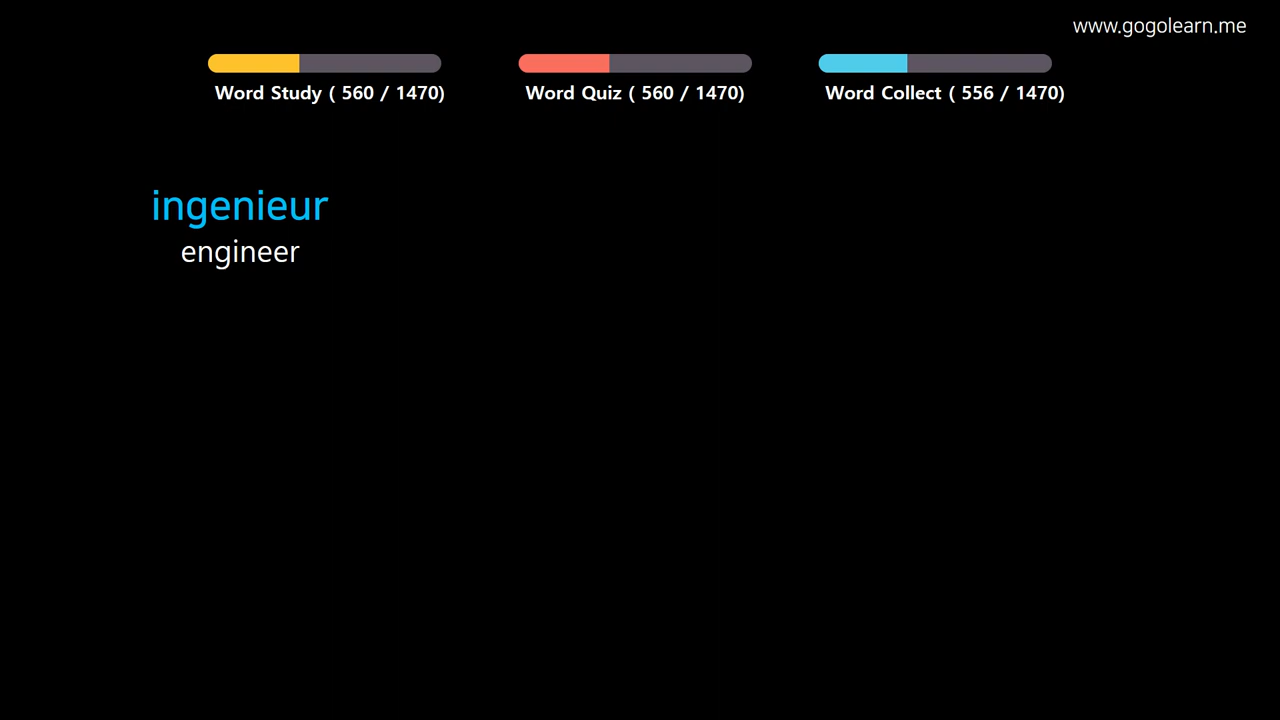 www.gogolearn.me
Word Study ( 560 / 1470)
Word Quiz ( 560 / 1470)
Word Collect ( 556 / 1470)
ingenieur
engineer